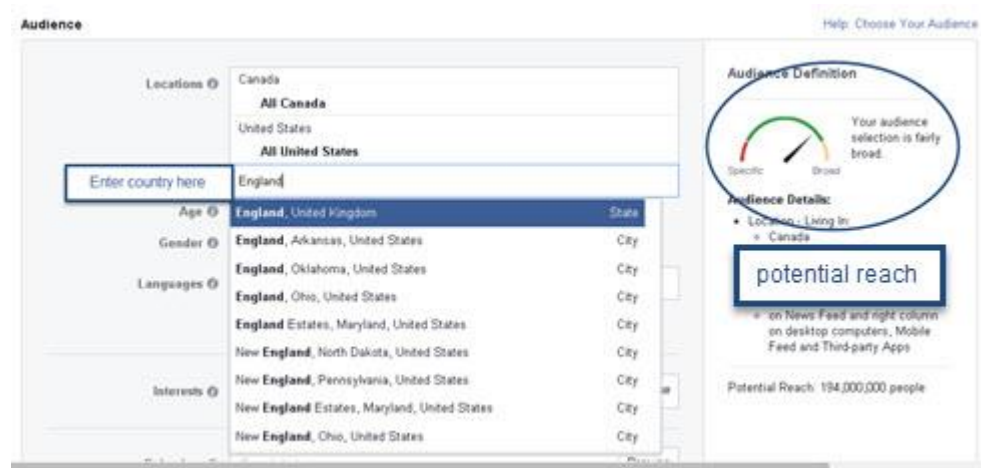 Audience
Help: Choose Your Audience
Locations
Canada
All Canada
United States
All United States
Enter country here
England
Age
Gender
Languages
Interests
England, United Kingdom State
England, Arkansas, United States City
England, Oklahoma, United States City
England, Ohio, United States City
England Estates, Maryland, United States City
New England, North Dakota, United States City
New England, Pennsylvania, United States City
New England Estates, Maryland, United States City
New England, Ohio, United States City
Audience Definition
Your audience
selection is fairly
broad.
Specific Broad
Audience Details:
Location - Living In:
Canada
potential reach
on News Feed and right column
on desktop computers, Mobile
Feed and Third-party Apps
Potential Reach: 194,000,000 people